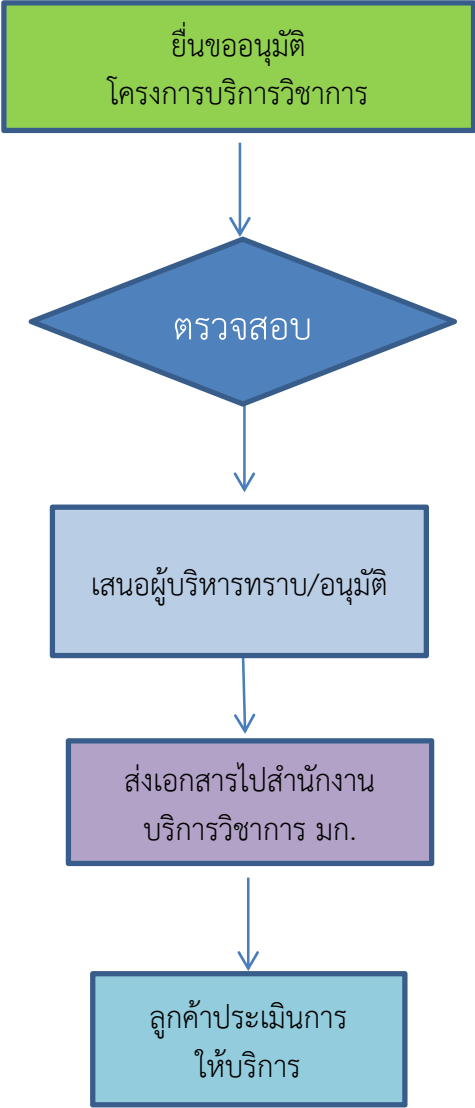 ยื่นขออนุมัติ
โครงการบริการวิชาการ
ตรวจสอบ
เสนอผู้บริหารทราบ/อนุมัติ
ส่งเอกสารไปสำนักงาน
บริการวิชาการ มก.
ลูกค้าประเมินการ
ให้บริการ